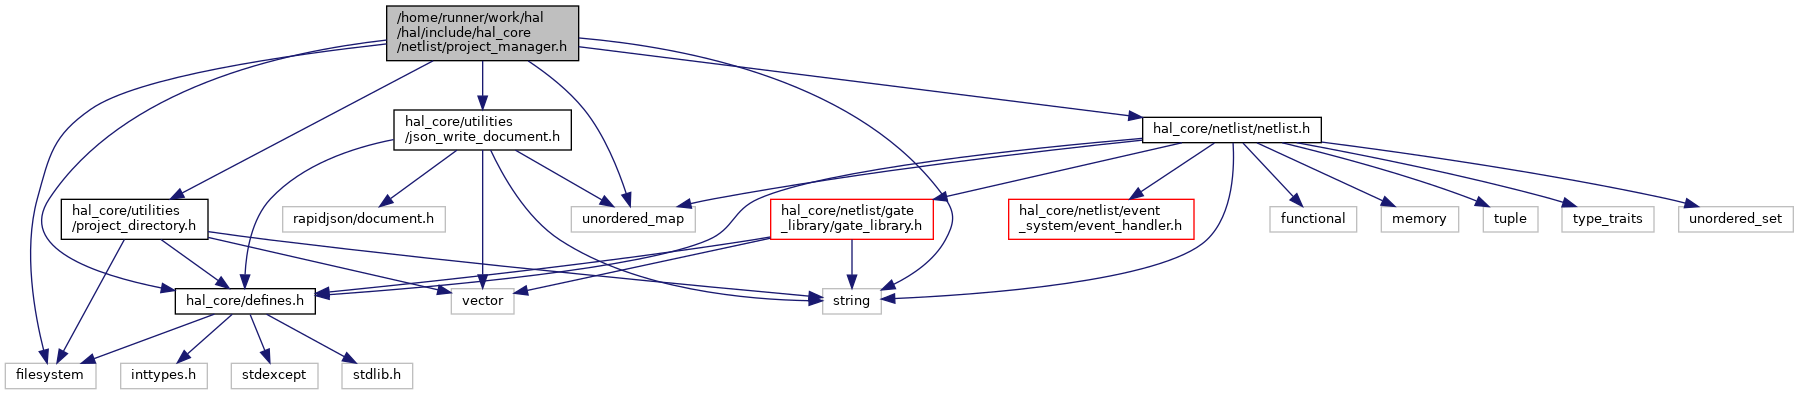 /home/runner/work/hal
/hal/include/hal_core
/netlist/project_manager.h
hal_core/utilities
/json_write_document.h
hal_core/netlist/netlist.h
hal_core/utilities
/project_directory.h
rapidjson/document.h
unordered_map
hal_core/netlist/gate
_library/gate_library.h
hal_core/netlist/event
_system/event_handler.h
functional
memory
tuple
type_traits
unordered_set
hal_core/defines.h
vector
string
filesystem
inttypes.h
stdexcept
stdlib.h